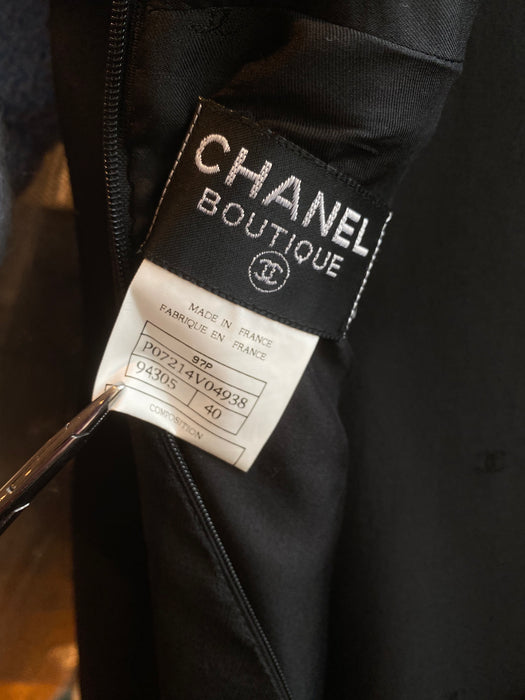 CHANEL
BOUTIQUE
MADE IN FRANCE
FABRIQUE EN FRANCE
97P
P07214V04938
94305 40
COMPOSITION